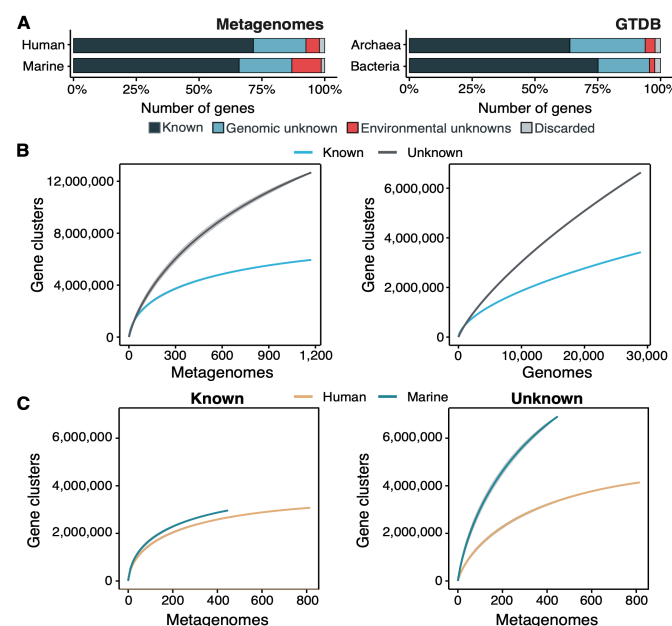 A
Metagenomes
GTDB
Human
Marine
0% 25% 50% 75% 100%
Number of genes
Archaea
Bacteria
0% 25% 50% 75% 100%
Number of genes
Known Genomic unknown Environmental unknowns Discarded
B
Known Unknown
Gene clusters
12,000,000
8,000,000
4,000,000
0
0 300 600 900 1,200
Metagenomes
Gene clusters
6,000,000
4,000,000
2,000,000
0
0 10,000 20,000 30,000
Genomes
C
Known
Human Marine
Unknown
Gene clusters
6,000,000
4,000,000
2,000,000
0
0 200 400 600 800
Metagenomes
Gene clusters
6,000,000
4,000,000
2,000,000
0
0 200 400 600 800
Metagenomes